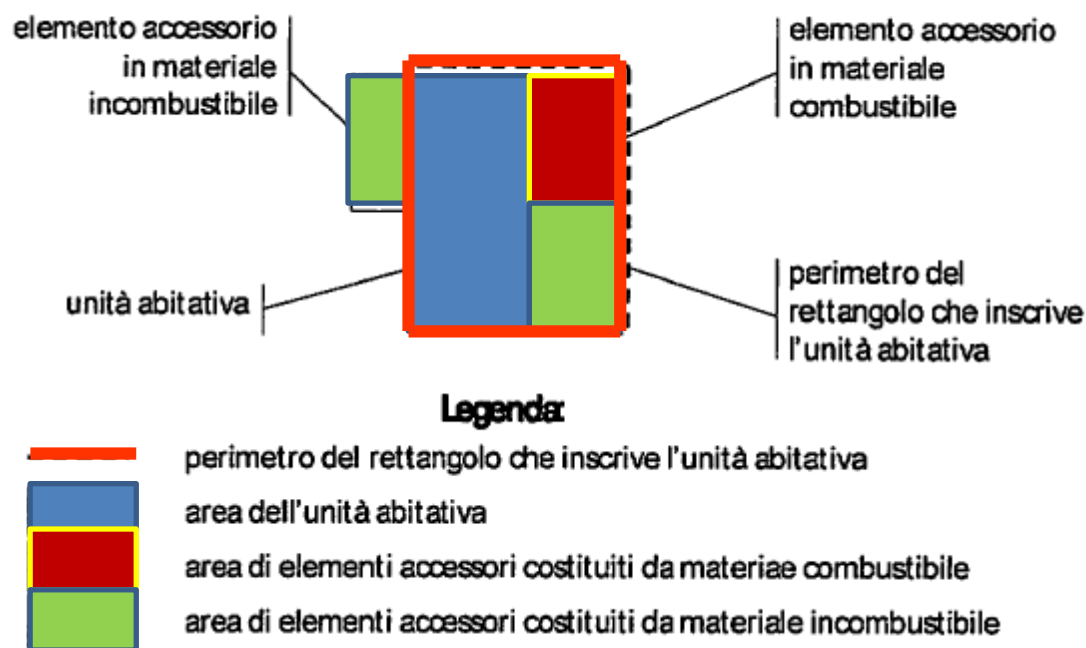 elemento accessorio
in materiale
incombustibile
elemento accessorio
in materiale
combustibile
unità abitativa
perimetro del
rettangolo che inscrive
l'unità abitativa
Legenda:
perimetro del rettangolo che inscrive l'unità abitativa
area dell'unità abitativa
area di elementi accessori costituiti da materiae combustibile
area di elementi accessori costituiti da materiale incombustibile